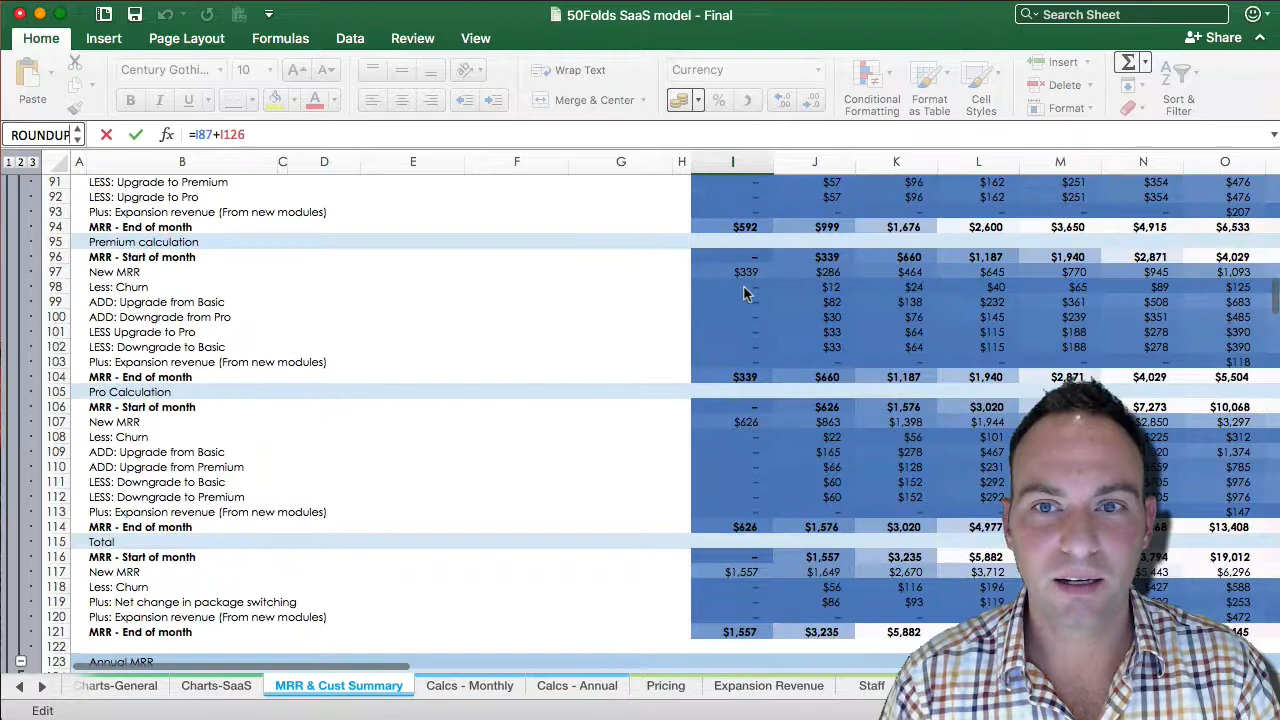 50Folds SaaS model - Final
Search Sheet
Home Insert Page Layout Formulas Data Review View
Share
Paste
Century Gothi... 10 A A
Wrap Text
Currency
Insert
B I U A
Merge & Center
%
Conditional Formatting
Format as Table
Cell Styles
Delete
Format
Sort & Filter
ROUNDUP fx =I87+I126
1 2 3 A B C D E F G H I J K L M N O
91 LESS: Upgrade to Premium – $57 $96 $162 $251 $354 $476
92 LESS: Upgrade to Pro – $57 $96 $162 $251 $354 $476
93 Plus: Expansion revenue (From new modules) – – – – – – $207
94 MRR - End of month $592 $999 $1,676 $2,600 $3,650 $4,915 $6,533
95 Premium calculation
96 MRR - Start of month – $339 $660 $1,187 $1,940 $2,871 $4,029
97 New MRR $339 $286 $464 $645 $770 $945 $1,093
98 Less: Churn – $12 $24 $40 $65 $89 $125
99 ADD: Upgrade from Basic – $82 $138 $232 $361 $508 $683
100 ADD: Downgrade from Pro – $30 $76 $145 $239 $351 $485
101 LESS Upgrade to Pro – $33 $64 $115 $188 $278 $390
102 LESS: Downgrade to Basic – $33 $64 $115 $188 $278 $390
103 Plus: Expansion revenue (From new modules) – – – – – – $118
104 MRR - End of month $339 $660 $1,187 $1,940 $2,871 $4,029 $5,504
105 Pro Calculation
106 MRR - Start of month – $626 $1,576 $3,020 $7,273 $10,068
107 New MRR $626 $863 $1,398 $1,944 $2,850 $3,297
108 Less: Churn – $22 $56 $101 $225 $312
109 ADD: Upgrade from Basic – $165 $278 $467 $1,374
110 ADD: Upgrade from Premium – $66 $128 $231 $785
111 LESS: Downgrade to Basic – $60 $152 $292 $976
112 LESS: Downgrade to Premium – $60 $152 $292 $976
113 Plus: Expansion revenue (From new modules) – – – – $147
114 MRR - End of month $626 $1,576 $3,020 $4,977 $13,408
115 Total
116 MRR - Start of month – $1,557 $3,235 $5,882 $19,012
117 New MRR $1,557 $1,649 $2,670 $3,712 $6,296
118 Less: Churn – $56 $116 $196 $427 $588
119 Plus: Net change in package switching – $86 $93 $119 $253
120 Plus: Expansion revenue (From new modules) – – – – $472
121 MRR - End of month $1,557 $3,235 $5,882
122
123 Annual MRR
Charts-General Charts-SaaS MRR & Cust Summary Calcs - Monthly Calcs - Annual Pricing Expansion Revenue Staff
Edit